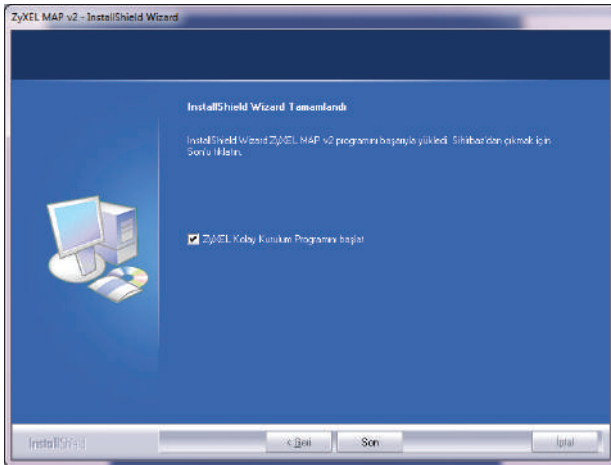 ZyXEL MAP v2 - InstallShield Wizard
InstallShield Wizard Tamamlandı
InstallShield Wizard ZyXEL MAP v2 programını başarıyla yükledi. Sihirbaz'dan çıkmak için
Son'u tıklatın.
ZyXEL Kolay Kurulum Programını başlat
InstallShield
< Geri
Son
İptal